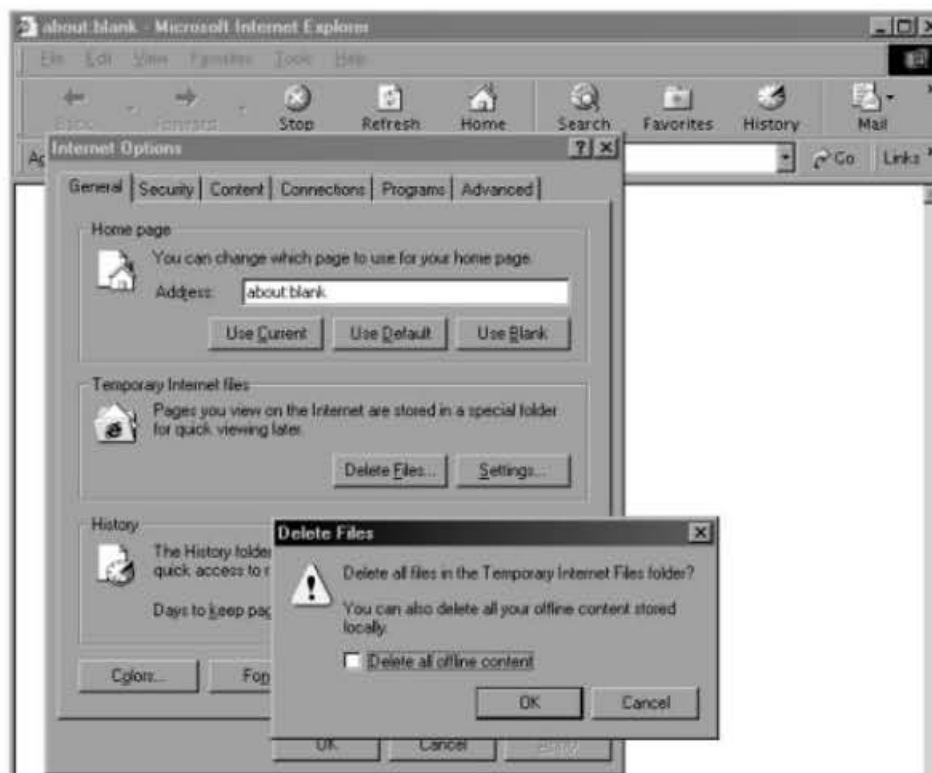 about:blank - Microsoft Internet Explorer
File Edit View Favorites Tools Help
Back Forward Stop Refresh Home Search Favorites History Mail
Go Links
Internet Options
General Security Content Connections Programs Advanced
Home page
You can change which page to use for your home page.
Address: about:blank
Use Current Use Default Use Blank
Temporary Internet files
Pages you view on the Internet are stored in a special folder
for quick viewing later.
Delete Files... Settings...
History
The History folder
quick access to r
Days to keep pag
Colors... Fon
OK Cancel Apply
Delete Files
Delete all files in the Temporary Internet Files folder?
You can also delete all your offline content stored
locally.
Delete all offline content
OK Cancel